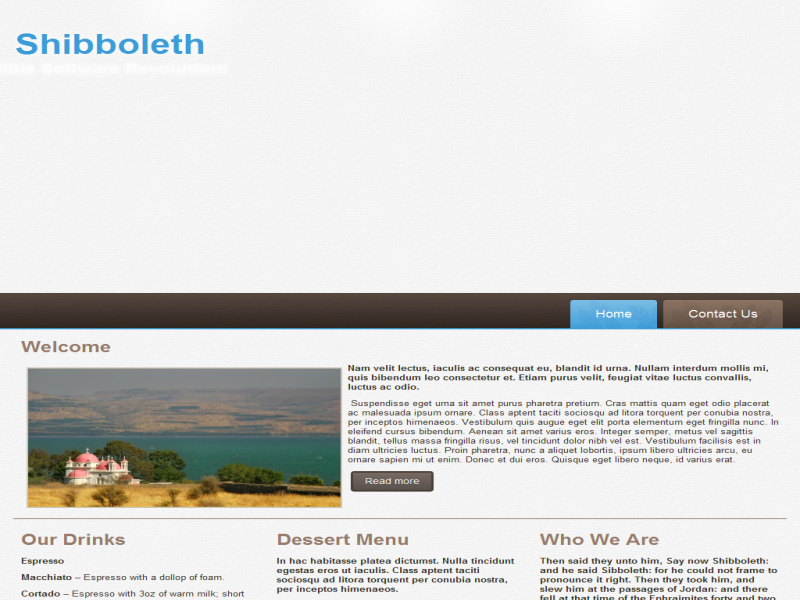 Shibboleth
ible Software Revolution!
Home
Contact Us
Welcome
Nam velit lectus, iaculis ac consequat eu, blandit id urna. Nullam interdum mollis mi,
quis bibendum leo consectetur et. Etiam purus velit, feugiat vitae luctus convallis,
luctus ac odio.
Suspendisse eget urna sit amet purus pharetra pretium. Cras mattis quam eget odio placerat
ac malesuada ipsum ornare. Class aptent taciti sociosqu ad litora torquent per conubia nostra,
per inceptos himenaeos. Vestibulum quis augue eget elit porta elementum eget fringilla nunc. In
eleifend cursus bibendum. Aenean sit amet varius eros. Integer semper, metus vel sagittis
blandit, tellus massa fringilla risus, vel tincidunt dolor nibh vel est. Vestibulum facilisis est in
diam ultricies luctus. Proin pharetra, nunc a aliquet lobortis, ipsum libero ultricies arcu, eu
ornare sapien mi ut enim. Donec et dui eros. Quisque eget libero neque, id varius erat.
Read more
Our Drinks
Espresso
Macchiato – Espresso with a dollop of foam.
Cortado – Espresso with 3oz of warm milk; short
Dessert Menu
In hac habitasse platea dictumst. Nulla tincidunt
egestas eros ut iaculis. Class aptent taciti
sociosqu ad litora torquent per conubia nostra,
per inceptos himenaeos.
Who We Are
Then said they unto him, Say now Shibboleth:
and he said Sibboleth: for he could not frame to
pronounce it right. Then they took him, and
slew him at the passages of Jordan: and there
fell at that time of the Ephraimites forty and two